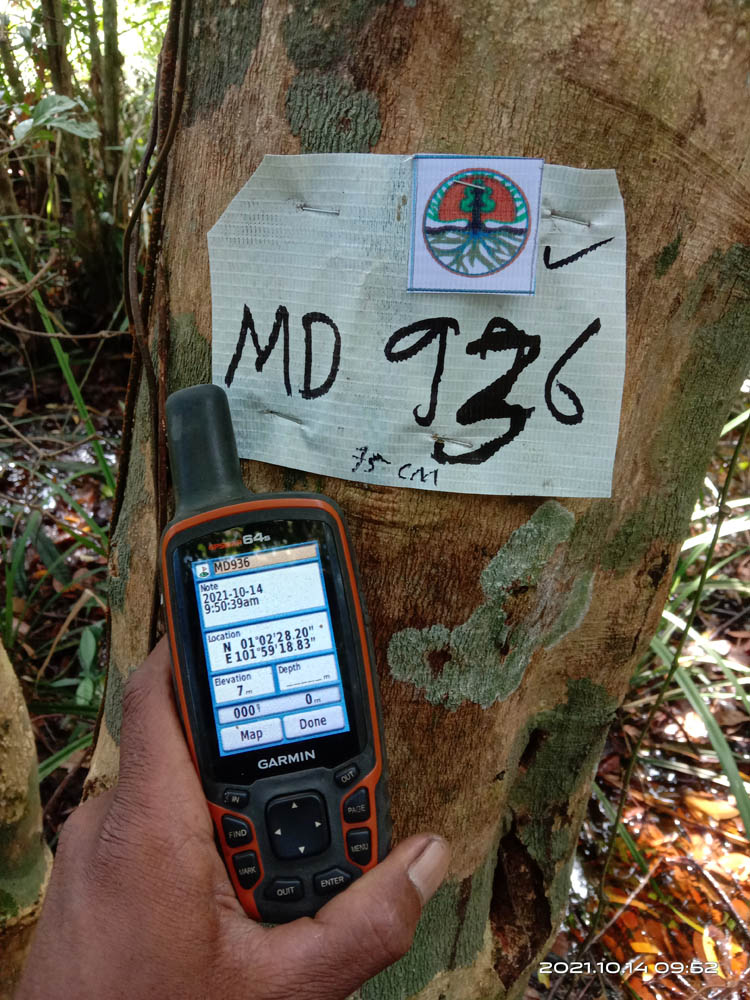 MD 936
75 CM
GPSMAP 64s
MD936
Note
2021-10-14
9:50:39am
Location
N 01°02'28.20"
E 101°59'18.83"
Elevation
7m
Depth
____m
000°
0m
Map
Done
GARMIN
IN
OUT
FIND
PAGE
MARK
MENU
QUIT
ENTER
2021.10.14 09:52